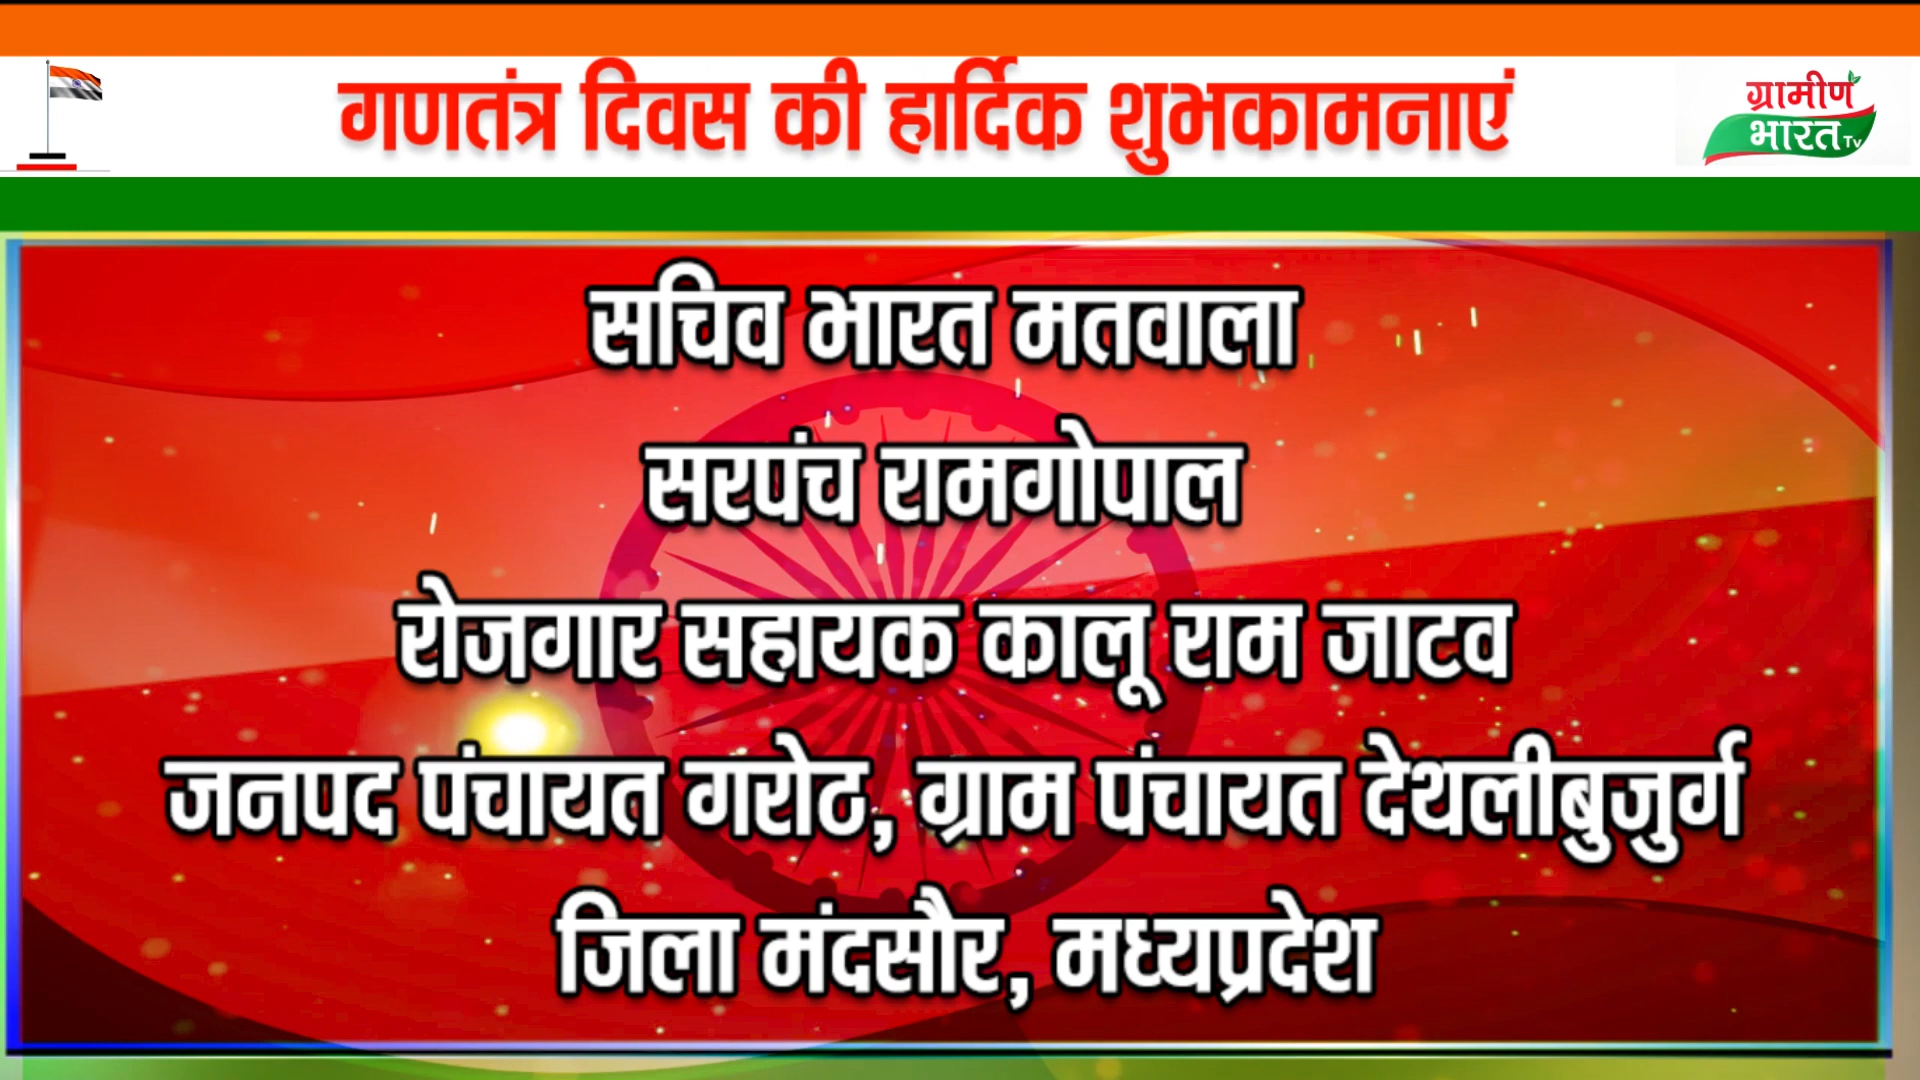 गणतंत्र दिवस की हार्दिक शुभकामनाएं
ग्रामीण
भारत Tv
सचिव भारत मतवाला
सरपंच रामगोपाल
रोजगार सहायक कालू राम जाटव
जनपद पंचायत गरोठ, ग्राम पंचायत देथलीबुजुर्ग
जिला मंदसौर, मध्यप्रदेश